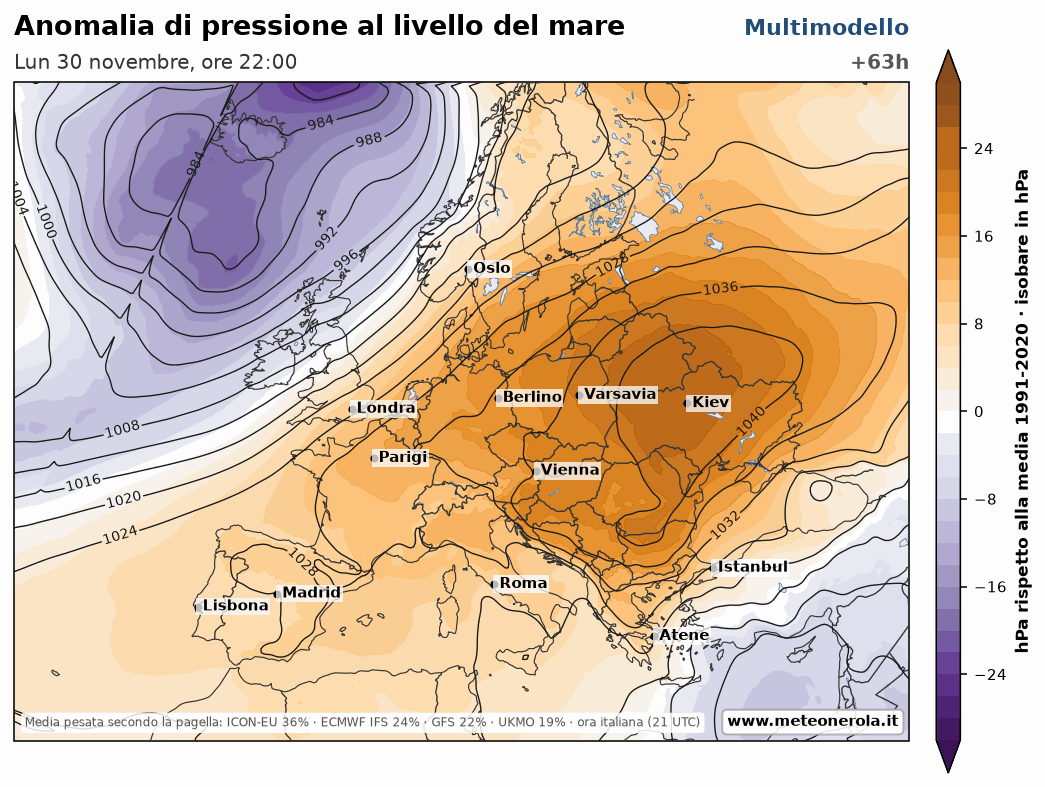 Anomalia di pressione al livello del mare
Multimodello
Lun 30 novembre, ore 22:00
+63h
984
988
984
1004
1000
992
996
Oslo
1028
1036
24
16
8
0
−8
−16
−24
hPa rispetto alla media 1991-2020 · isobare in hPa
Londra
Berlino
Varsavia
Kiev
1040
1008
Parigi
Vienna
1016
1020
1024
1032
1028
Istanbul
Roma
Madrid
Lisbona
Atene
Media pesata secondo la pagella: ICON-EU 36% · ECMWF IFS 24% · GFS 22% · UKMO 19% · ora italiana (21 UTC)
www.meteonerola.it